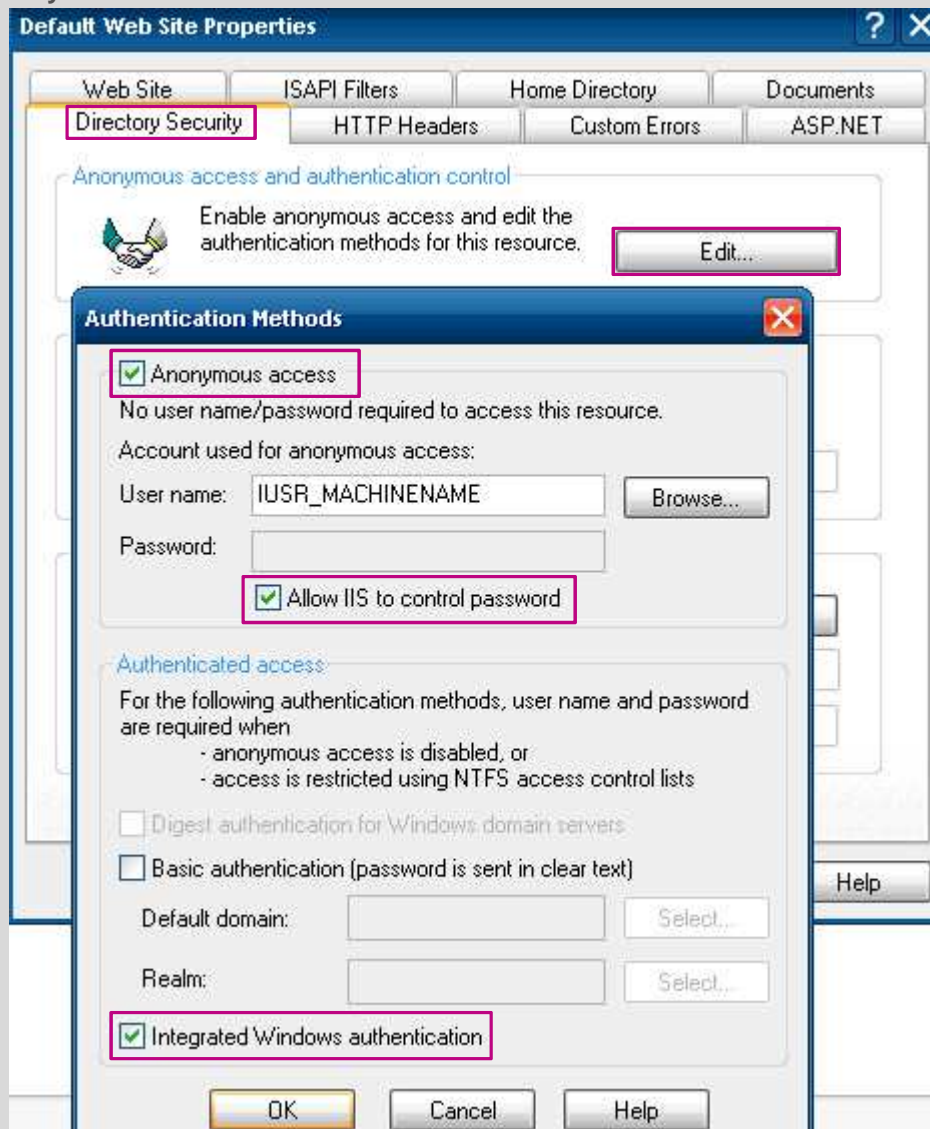 Default Web Site Properties
Web Site ISAPI Filters Home Directory Documents
Directory Security HTTP Headers Custom Errors ASP.NET
Anonymous access and authentication control
Enable anonymous access and edit the
authentication methods for this resource.
Edit...
Authentication Methods
Anonymous access
No user name/password required to access this resource.
Account used for anonymous access:
User name: IUSR_MACHINENAME Browse...
Password:
Allow IIS to control password
Authenticated access
For the following authentication methods, user name and password
are required when
- anonymous access is disabled, or
- access is restricted using NTFS access control lists
Digest authentication for Windows domain servers
Basic authentication (password is sent in clear text)
Default domain: Select...
Realm: Select...
Integrated Windows authentication
OK Cancel Help
Help